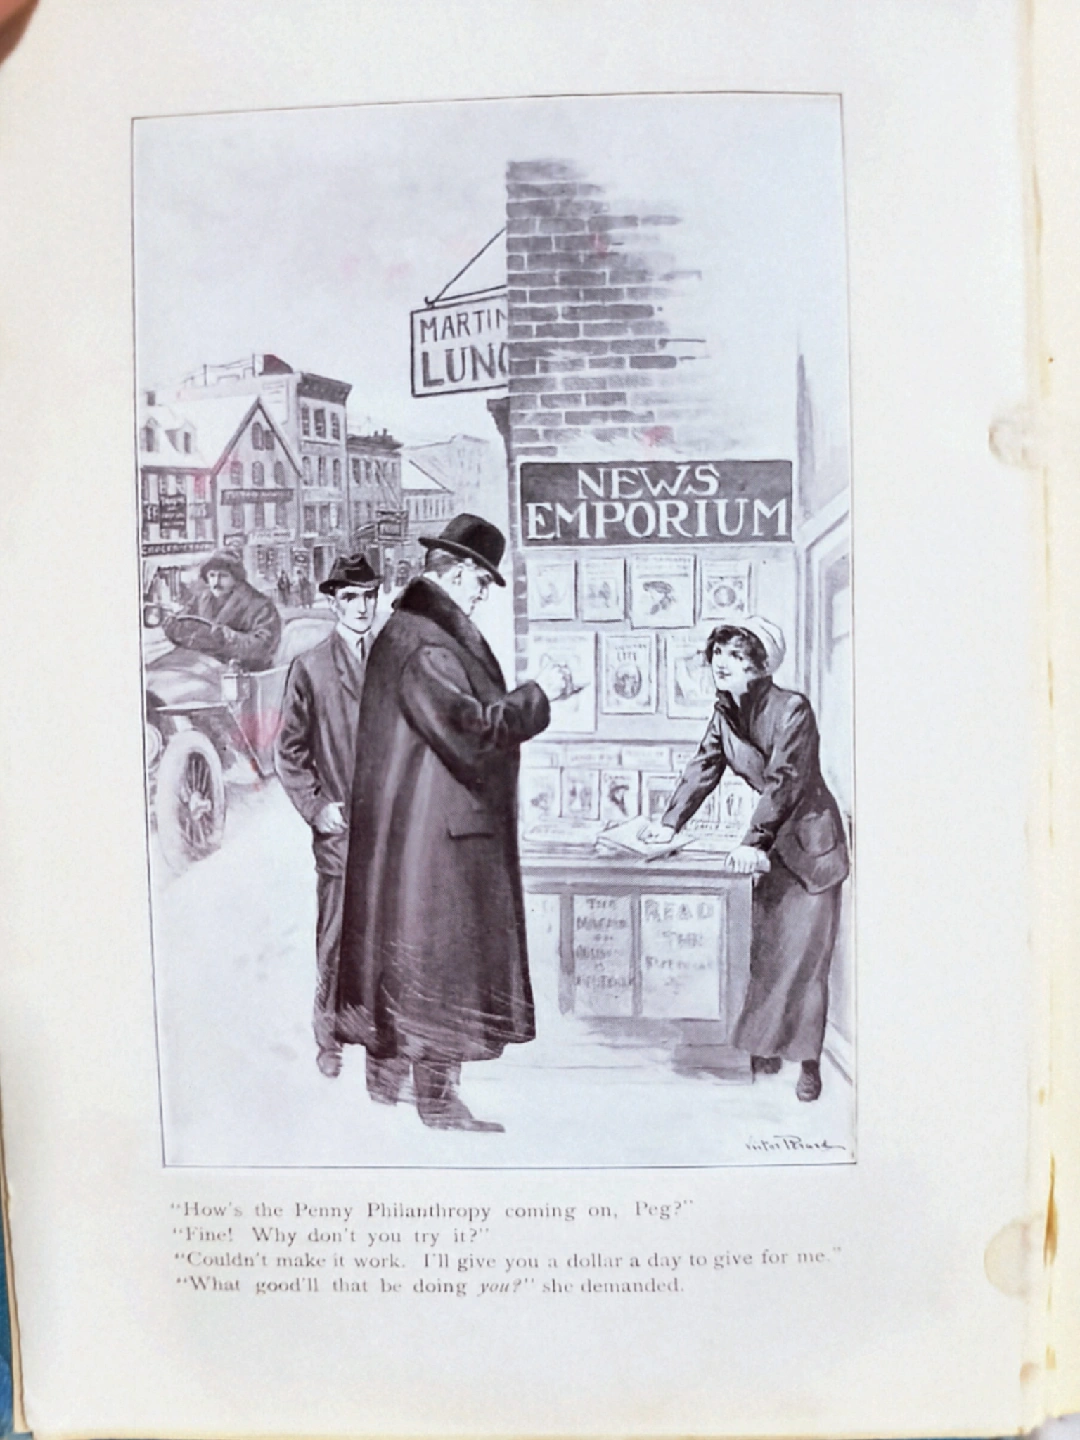 MARTIN
LUNC
NEWS
EMPORIUM
READ
THE
"How's the Penny Philanthropy coming on, Peg?"
"Fine! Why don't you try it?"
"Couldn't make it work. I'll give you a dollar a day to give for me."
"What good'll that be doing you?" she demanded.